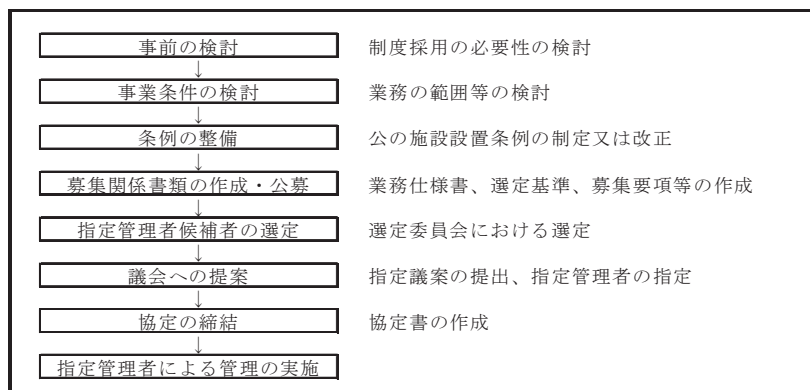 事前の検討 制度採用の必要性の検討
↓
事業条件の検討 業務の範囲等の検討
↓
条例の整備 公の施設設置条例の制定又は改正
↓
募集関係書類の作成・公募 業務仕様書、選定基準、募集要項等の作成
↓
指定管理者候補者の選定 選定委員会における選定
↓
議会への提案 指定議案の提出、指定管理者の指定
↓
協定の締結 協定書の作成
↓
指定管理者による管理の実施